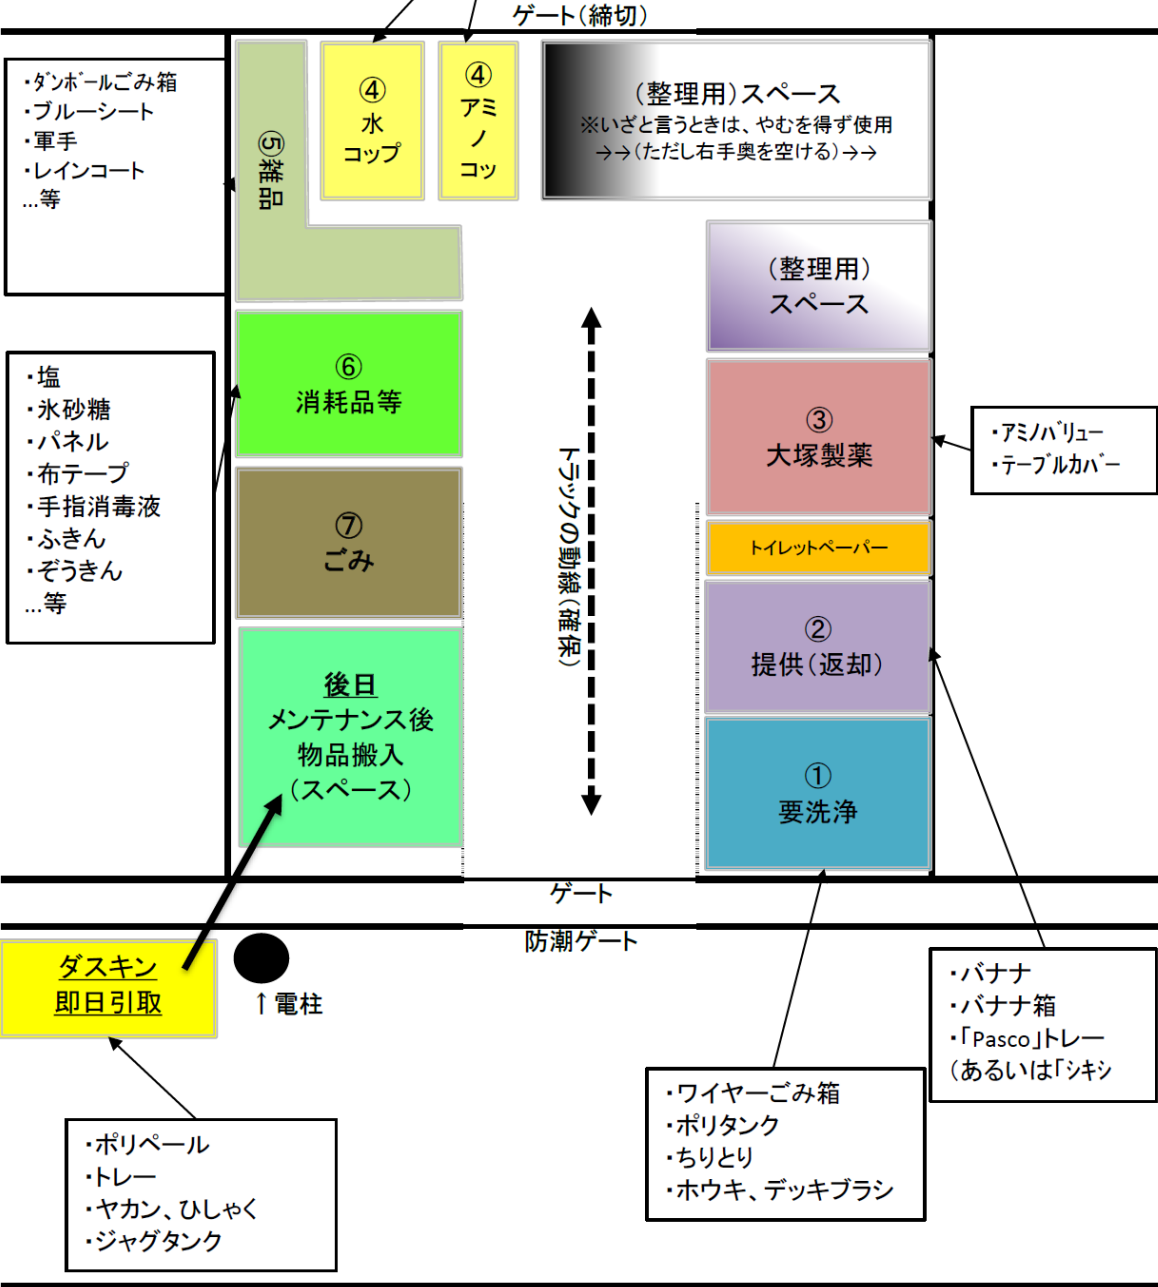 ゲート(締切)
・ダンボールごみ箱
・ブルーシート
・軍手
・レインコート
…等
⑤雑品
④
水
コップ
④
アミ
ノ
コッ
(整理用)スペース
※いざと言うときは、やむを得ず使用
→→(ただし右手奥を空ける)→→
(整理用)
スペース
⑥
消耗品等
・塩
・氷砂糖
・パネル
・布テープ
・手指消毒液
・ふきん
・ぞうきん
…等
③
大塚製薬
・アミノバリュー
・テーブルカバー
トラックの動線(確保)
⑦
ごみ
トイレットペーパー
②
提供(返却)
後日
メンテナンス後
物品搬入
(スペース)
①
要洗浄
ゲート
防潮ゲート
ダスキン
即日引取
↑電柱
・バナナ
・バナナ箱
・「Pasco」トレー
(あるいは「シキシ
・ワイヤーごみ箱
・ポリタンク
・ちりとり
・ホウキ、デッキブラシ
・ポリペール
・トレー
・ヤカン、ひしゃく
・ジャグタンク